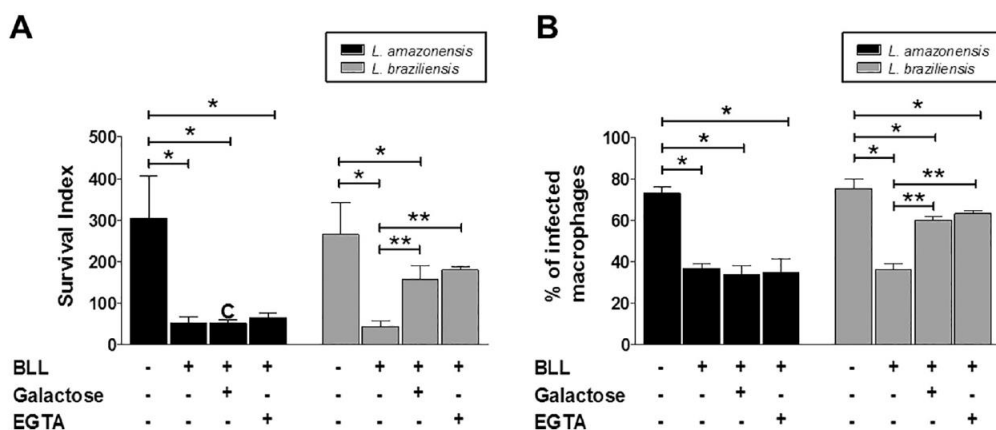 A
B
L. amazonensis
L. braziliensis
L. amazonensis
L. braziliensis
*
*
*
*
*
**
**
*
*
*
*
*
*
**
**
Survival Index
500
400
300
200
100
0
C
% of infected
macrophages
100
80
60
40
20
0
BLL - + + + - + + + - + + + - + + +
Galactose - - + - - - + - - - + - - - + -
EGTA - - - + - - - + - - - + - - - +